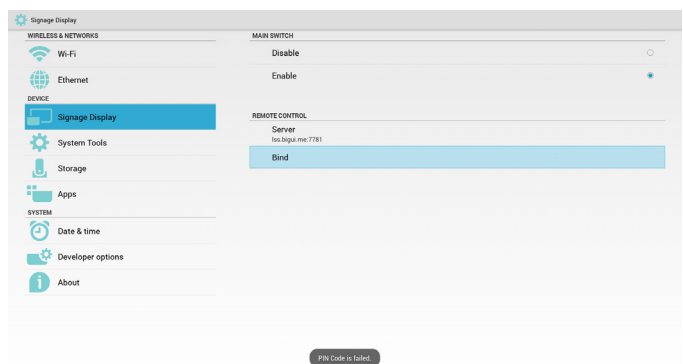 Signage Display
WIRELESS & NETWORKS
Wi-Fi
Ethernet
DEVICE
Signage Display
System Tools
Storage
Apps
SYSTEM
Date & time
Developer options
About
MAIN SWITCH
Disable
Enable
REMOTE CONTROL
Server
lss.bigui.me:7781
Bind
PIN Code is failed.